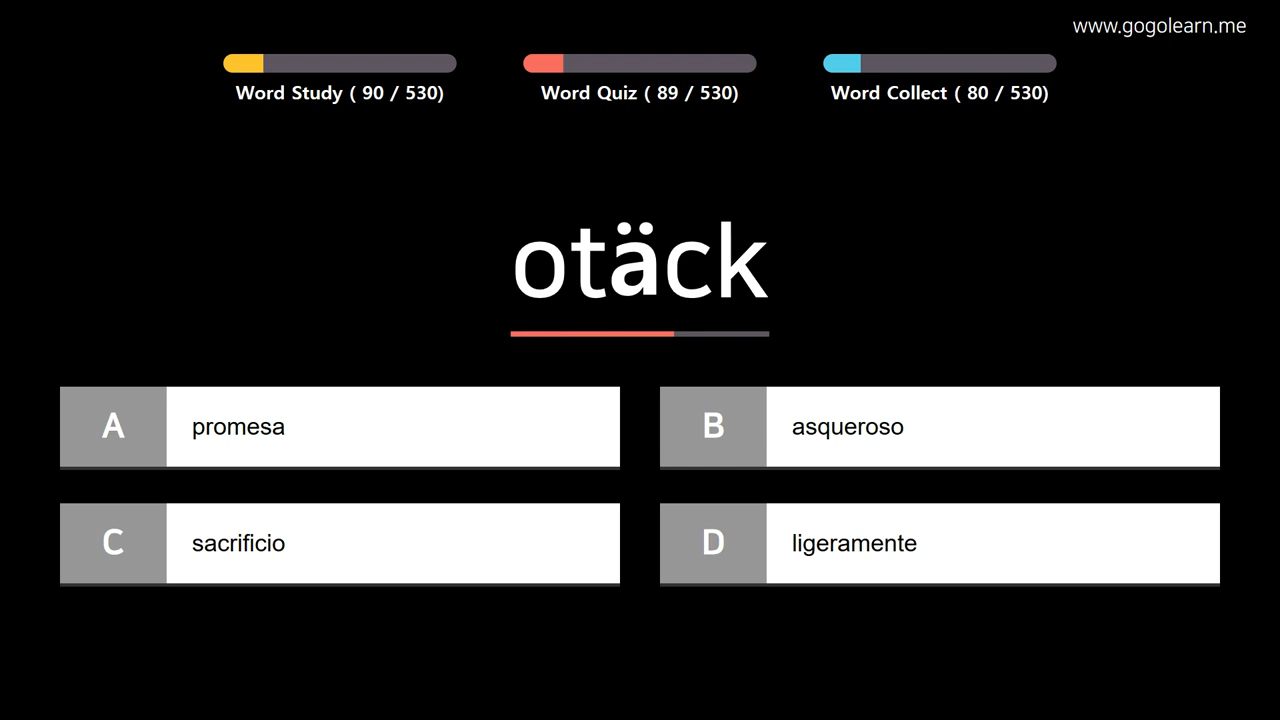 www.gogolearn.me
Word Study ( 90 / 530)
Word Quiz ( 89 / 530)
Word Collect ( 80 / 530)
otäck
A promesa
B asqueroso
C sacrificio
D ligeramente